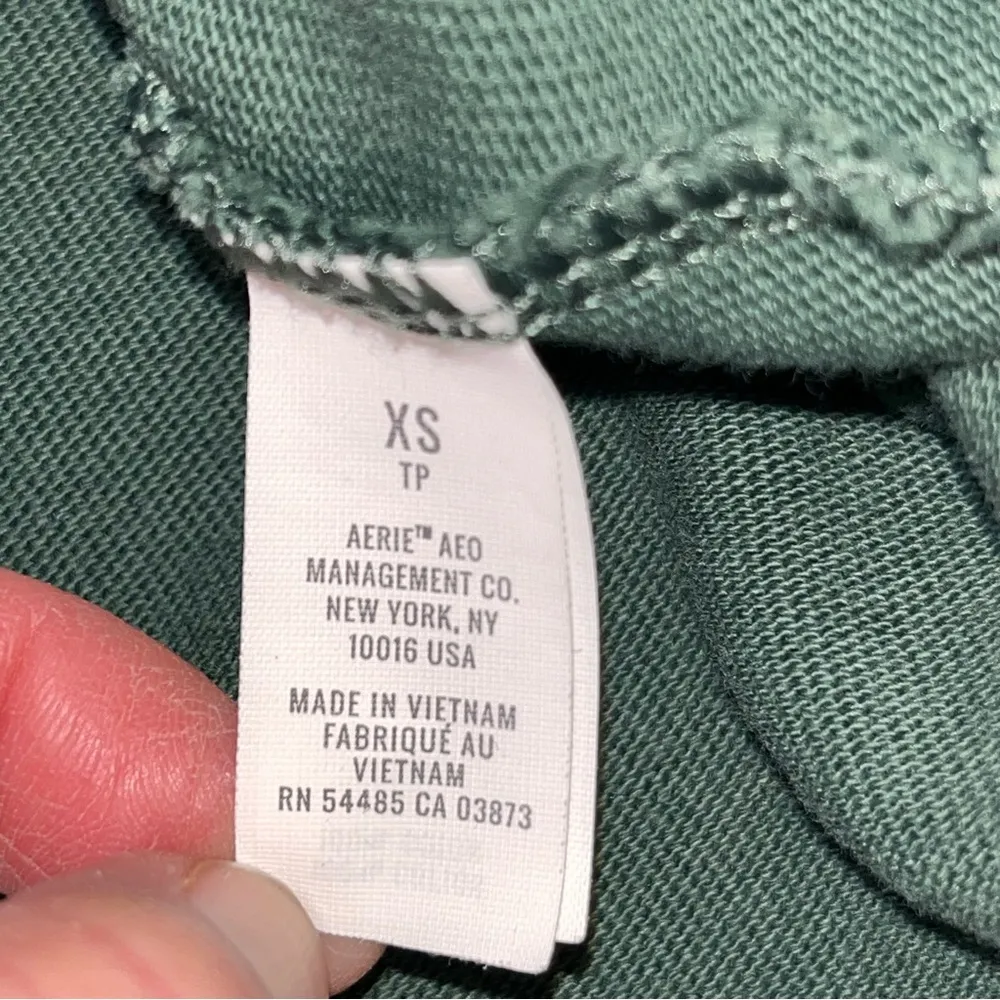 XS
TP
AERIE™ AEO
MANAGEMENT CO.
NEW YORK, NY
10016 USA
MADE IN VIETNAM
FABRIQUÉ AU
VIETNAM
RN 54485 CA 03873